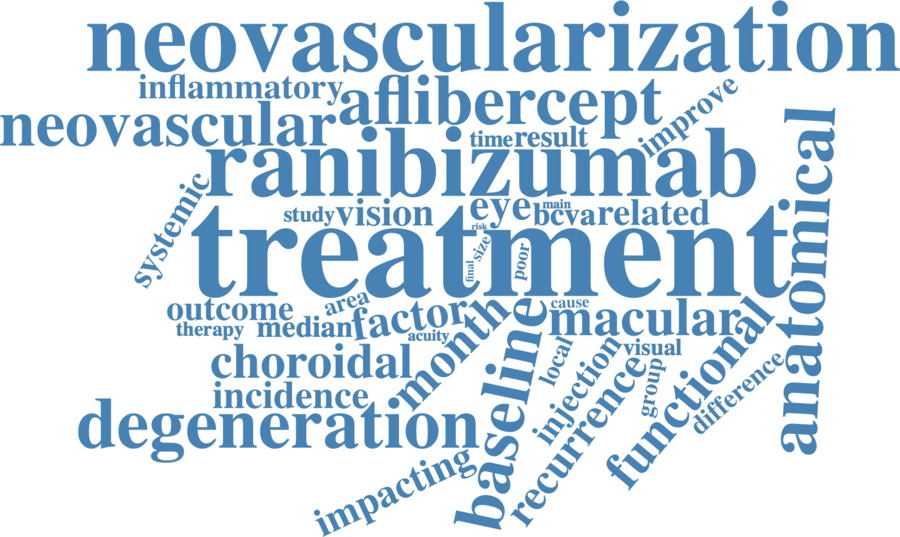 neovascularization
inflammatory
aflibercept
improve
neovascular
time
result
anatomical
ranibizumab
systemic
study
vision
eye
main
bcva
related
risk
treatment
size
final
poor
outcome
area
therapy
median
factor
acuity
month
baseline
cause
macular
choroidal
local
injection
visual
functional
incidence
group
difference
degeneration
recurrence
impacting